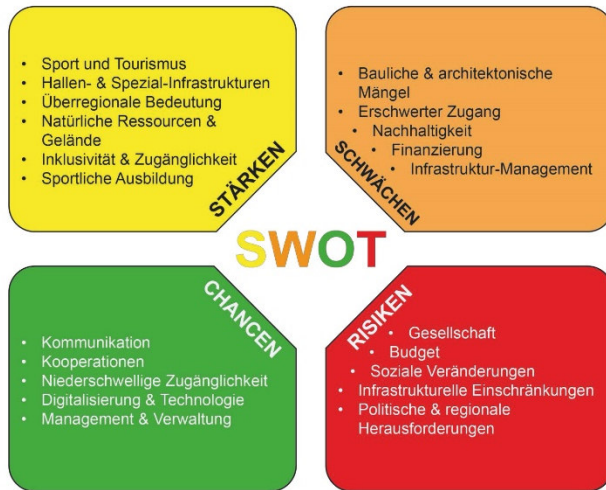 • Sport und Tourismus
• Hallen- & Spezial-Infrastrukturen
• Überregionale Bedeutung
• Natürliche Ressourcen &
Gelände
• Inklusivität & Zugänglichkeit
• Sportliche Ausbildung
STÄRKEN
• Bauliche & architektonische
Mängel
• Erschwerter Zugang
• Nachhaltigkeit
• Finanzierung
• Infrastruktur-Management
SCHWÄCHEN
SWOT
CHANCEN
• Kommunikation
• Kooperationen
• Niederschwellige Zugänglichkeit
• Digitalisierung & Technologie
• Management & Verwaltung
RISIKEN
• Gesellschaft
• Budget
• Soziale Veränderungen
• Infrastrukturelle Einschränkungen
• Politische & regionale
Herausforderungen